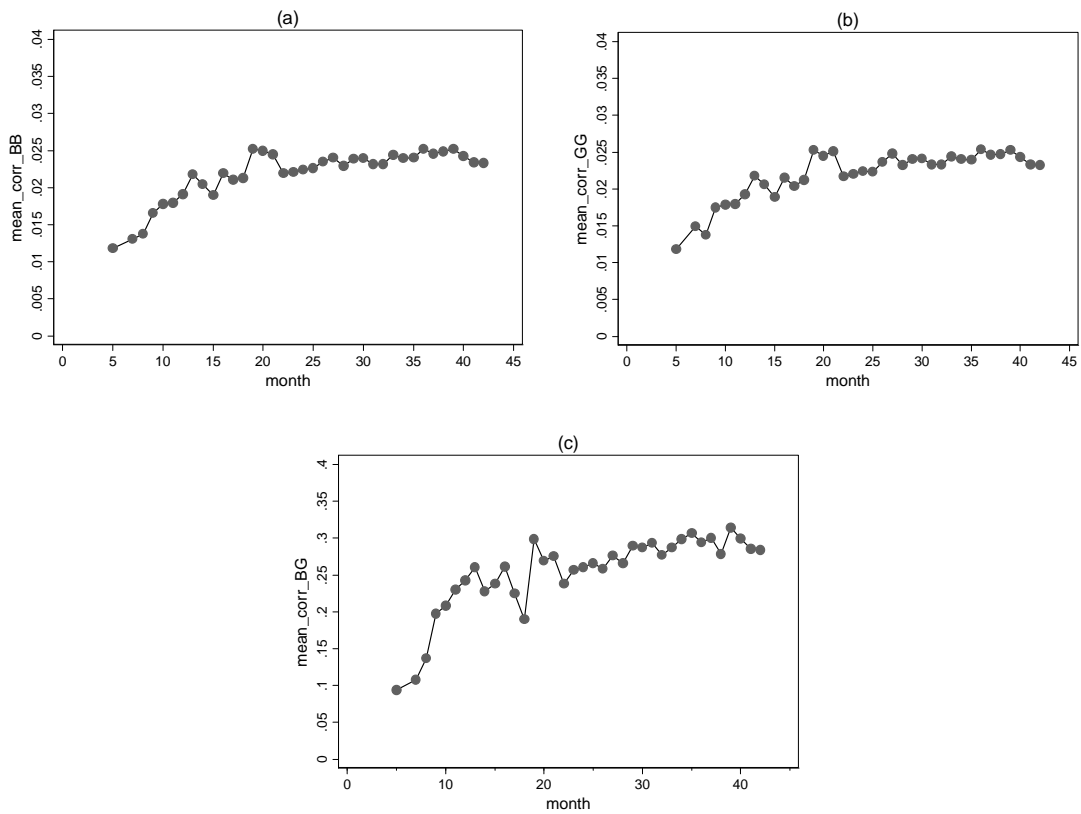 (a)
mean_corr_BB
0 .005 .01 .015 .02 .025 .03 .035 .04
0 5 10 15 20 25 30 35 40 45
month
(b)
mean_corr_GG
0 .005 .01 .015 .02 .025 .03 .035 .04
0 5 10 15 20 25 30 35 40 45
month
(c)
mean_corr_BG
0 .05 .1 .15 .2 .25 .3 .35 .4
0 10 20 30 40
month